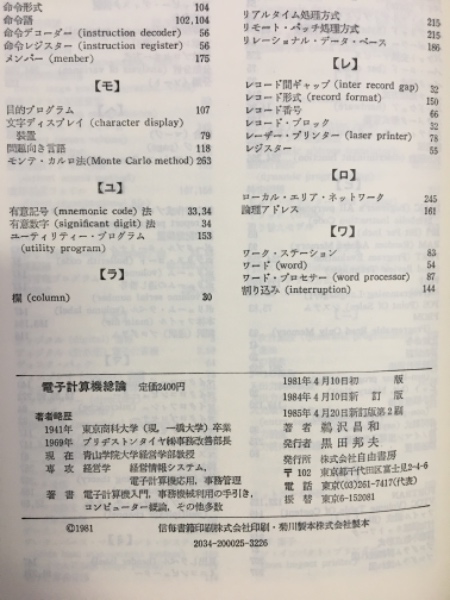 命令形式 104
命令語 102,104
命令デコーダー (instruction decoder) 56
命令レジスター (instruction register) 56
メンバー (menber) 175
【モ】
目的プログラム 107
文字ディスプレイ (character display)
装置 79
問題向き言語 118
モンテ・カルロ法(Monte Carlo method) 263
【ユ】
有意記号 (mnemonic code) 法 33,34
有意数字 (significant digit) 法 34
ユーティリティー・プログラム 153
(utility program)
【ラ】
欄 (column) 30
リアルタイム処理方式 215
リモート・バッチ処理方式 215
リレーショナル・データ・ベース 186
【レ】
レコード間ギャップ (inter record gap) 32
レコード形式 (record format) 150
レコード番号 66
レコード・ブロック 32
レーザー・プリンター (laser printer) 78
レジスター 55
【ロ】
ローカル・エリア・ネットワーク 245
論理アドレス 161
【ワ】
ワーク・ステーション 83
ワード (word) 54
ワード・プロセサー (word processor) 87
割り込み (interruption) 144
電子計算機総論 定価2400円
著者略歴
1941年 東京商科大学(現,一橋大学)卒業
1969年 ブリヂストンタイヤ㈱事務改善部長
現在 青山学院大学経営学部教授
専攻 経営学 経営情報システム,
電子計算機応用,事務管理
著書 電子計算機入門,事務機械利用の手引き,
コンピューター概論,その他多数
1981年4月10日初版
1984年4月10日新訂版
1985年4月20日新訂版第2刷
著者 鵜沢昌和
発行者 黒田邦夫
発行所 株式会社自由書房
〒102 東京都千代田区富士見2-4-6
電話 東京(03)261-7417(代表)
振替 東京6-152081
©1981 信毎書籍印刷株式会社印刷・菊川製本株式会社製本
2034-200025-3226